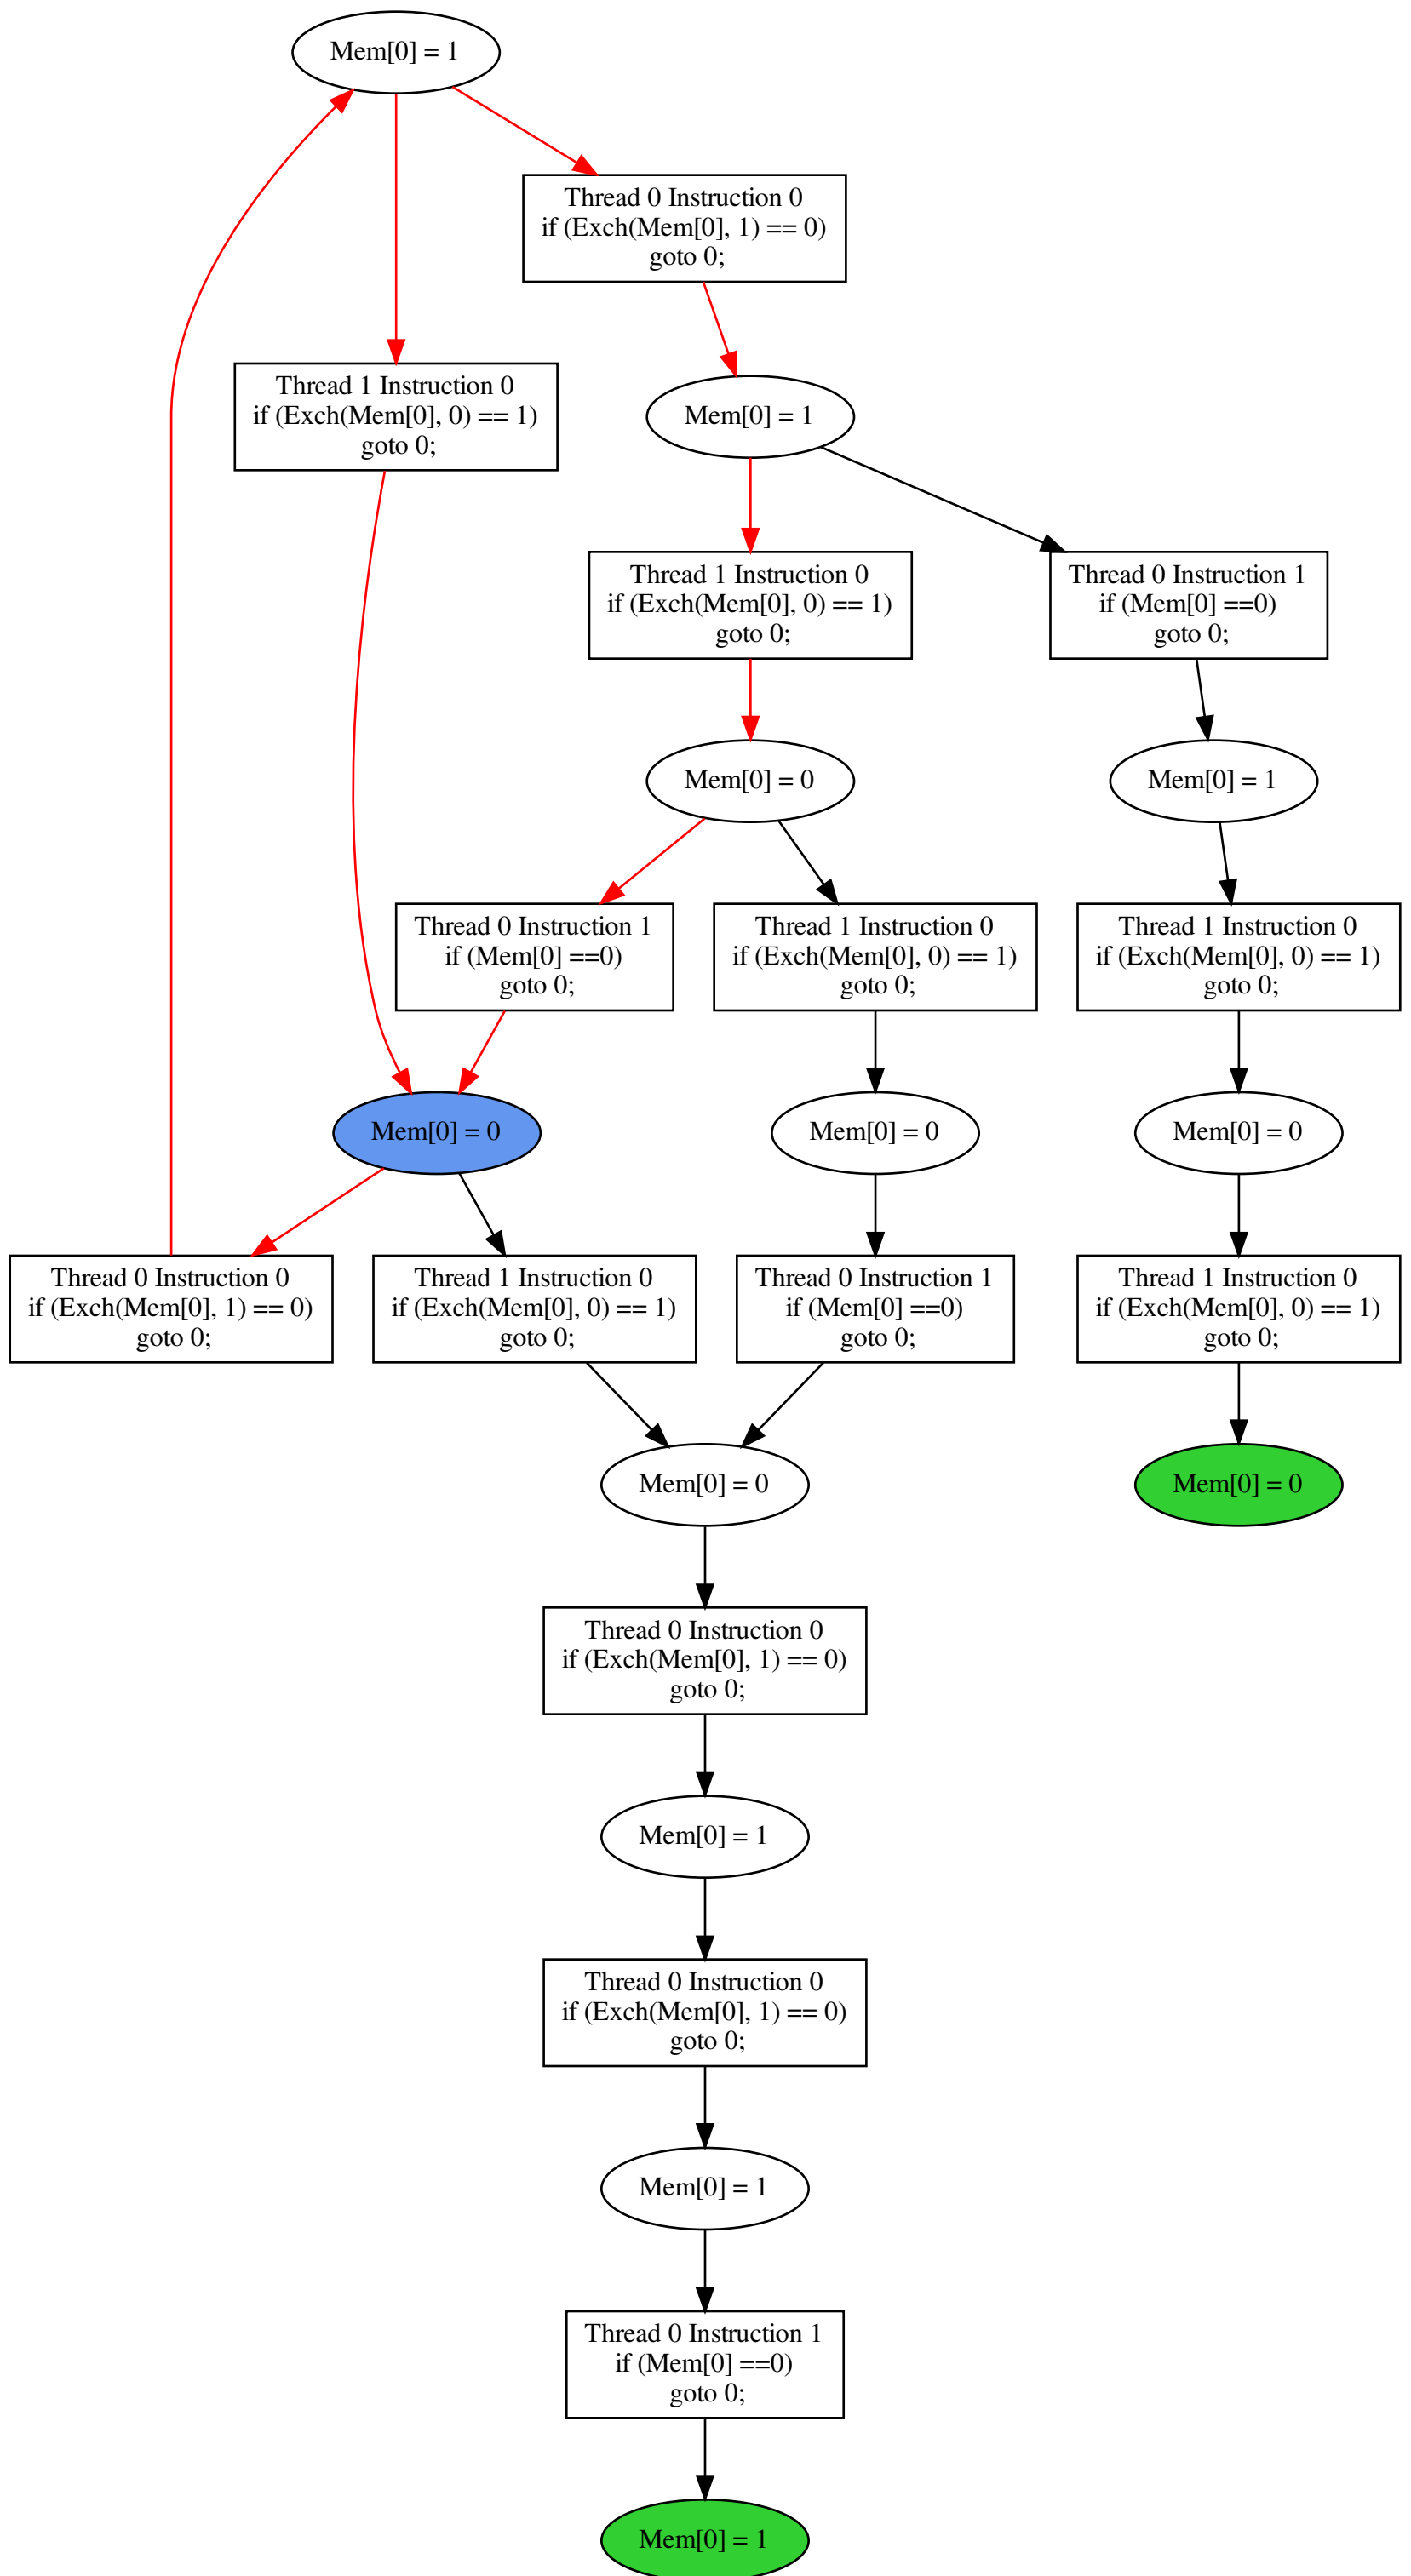 Mem[0] = 1
Thread 0 Instruction 0
if (Exch(Mem[0], 1) == 0)
goto 0;
Thread 1 Instruction 0
if (Exch(Mem[0], 0) == 1)
goto 0;
Mem[0] = 1
Thread 1 Instruction 0
if (Exch(Mem[0], 0) == 1)
goto 0;
Thread 0 Instruction 1
if (Mem[0] ==0)
goto 0;
Mem[0] = 0
Mem[0] = 1
Thread 0 Instruction 1
if (Mem[0] ==0)
goto 0;
Thread 1 Instruction 0
if (Exch(Mem[0], 0) == 1)
goto 0;
Thread 1 Instruction 0
if (Exch(Mem[0], 0) == 1)
goto 0;
Mem[0] = 0
Mem[0] = 0
Mem[0] = 0
Thread 0 Instruction 0
if (Exch(Mem[0], 1) == 0)
goto 0;
Thread 1 Instruction 0
if (Exch(Mem[0], 0) == 1)
goto 0;
Thread 0 Instruction 1
if (Mem[0] ==0)
goto 0;
Thread 1 Instruction 0
if (Exch(Mem[0], 0) == 1)
goto 0;
Mem[0] = 0
Mem[0] = 0
Thread 0 Instruction 0
if (Exch(Mem[0], 1) == 0)
goto 0;
Mem[0] = 1
Thread 0 Instruction 0
if (Exch(Mem[0], 1) == 0)
goto 0;
Mem[0] = 1
Thread 0 Instruction 1
if (Mem[0] ==0)
goto 0;
Mem[0] = 1